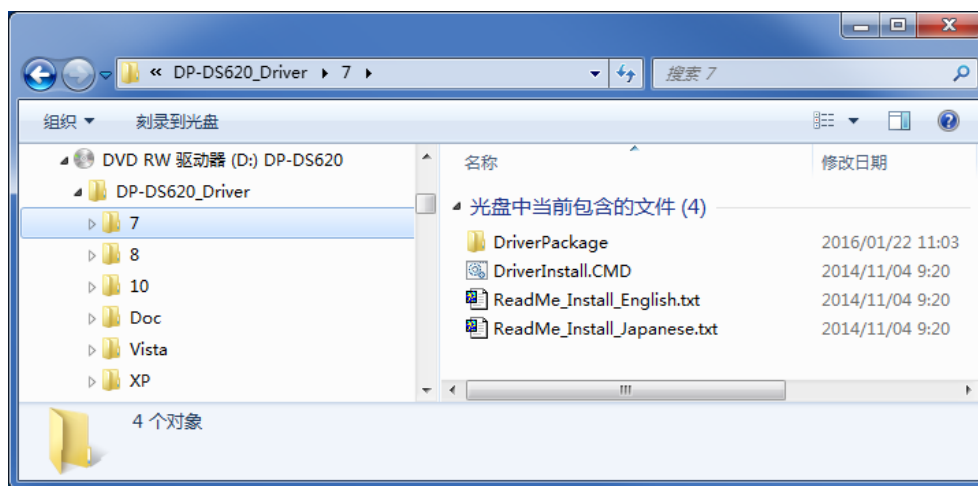 « DP-DS620_Driver ▸ 7 ▸
搜索 7
组织 刻录到光盘
DVD RW 驱动器 (D:) DP-DS620
DP-DS620_Driver
7
8
10
Doc
Vista
XP
名称 修改日期
光盘中当前包含的文件 (4)
DriverPackage 2016/01/22 11:03
DriverInstall.CMD 2014/11/04 9:20
ReadMe_Install_English.txt 2014/11/04 9:20
ReadMe_Install_Japanese.txt 2014/11/04 9:20
4 个对象